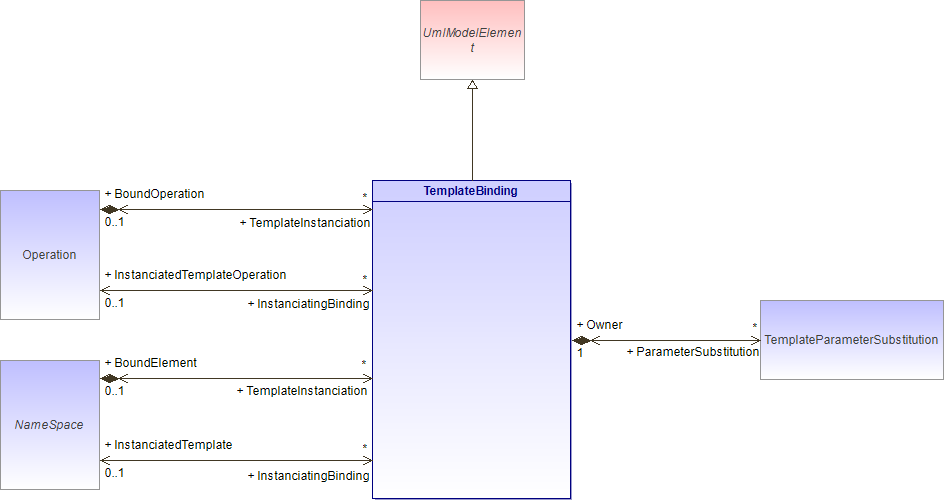 UmlModelElemen
t
TemplateBinding
+ BoundOperation
*
0..1
+ TemplateInstanciation
Operation
+ InstanciatedTemplateOperation
*
0..1
+ InstanciatingBinding
+ Owner
*
1
+ ParameterSubstitution
TemplateParameterSubstitution
+ BoundElement
*
0..1
+ TemplateInstanciation
NameSpace
+ InstanciatedTemplate
*
0..1
+ InstanciatingBinding